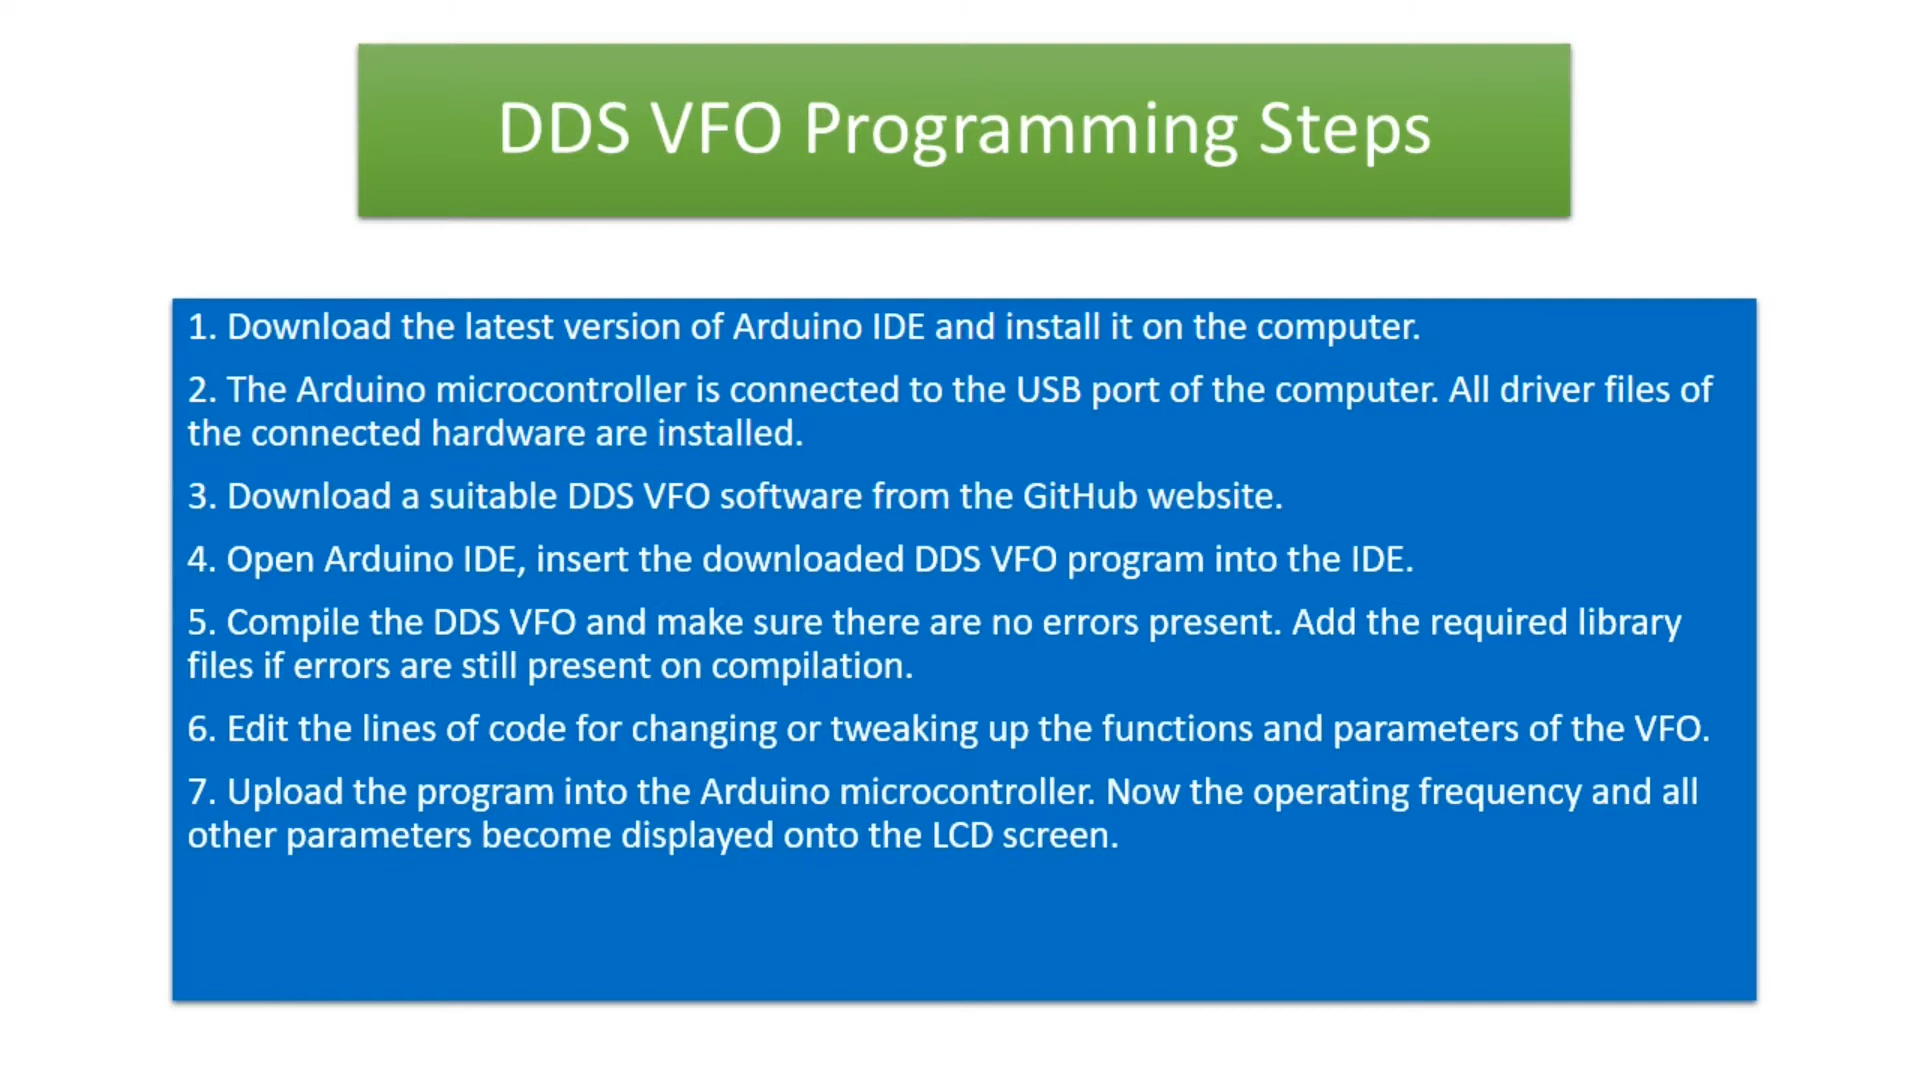 DDS VFO Programming Steps
1. Download the latest version of Arduino IDE and install it on the computer.
2. The Arduino microcontroller is connected to the USB port of the computer. All driver files of
the connected hardware are installed.
3. Download a suitable DDS VFO software from the GitHub website.
4. Open Arduino IDE, insert the downloaded DDS VFO program into the IDE.
5. Compile the DDS VFO and make sure there are no errors present. Add the required library
files if errors are still present on compilation.
6. Edit the lines of code for changing or tweaking up the functions and parameters of the VFO.
7. Upload the program into the Arduino microcontroller. Now the operating frequency and all
other parameters become displayed onto the LCD screen.